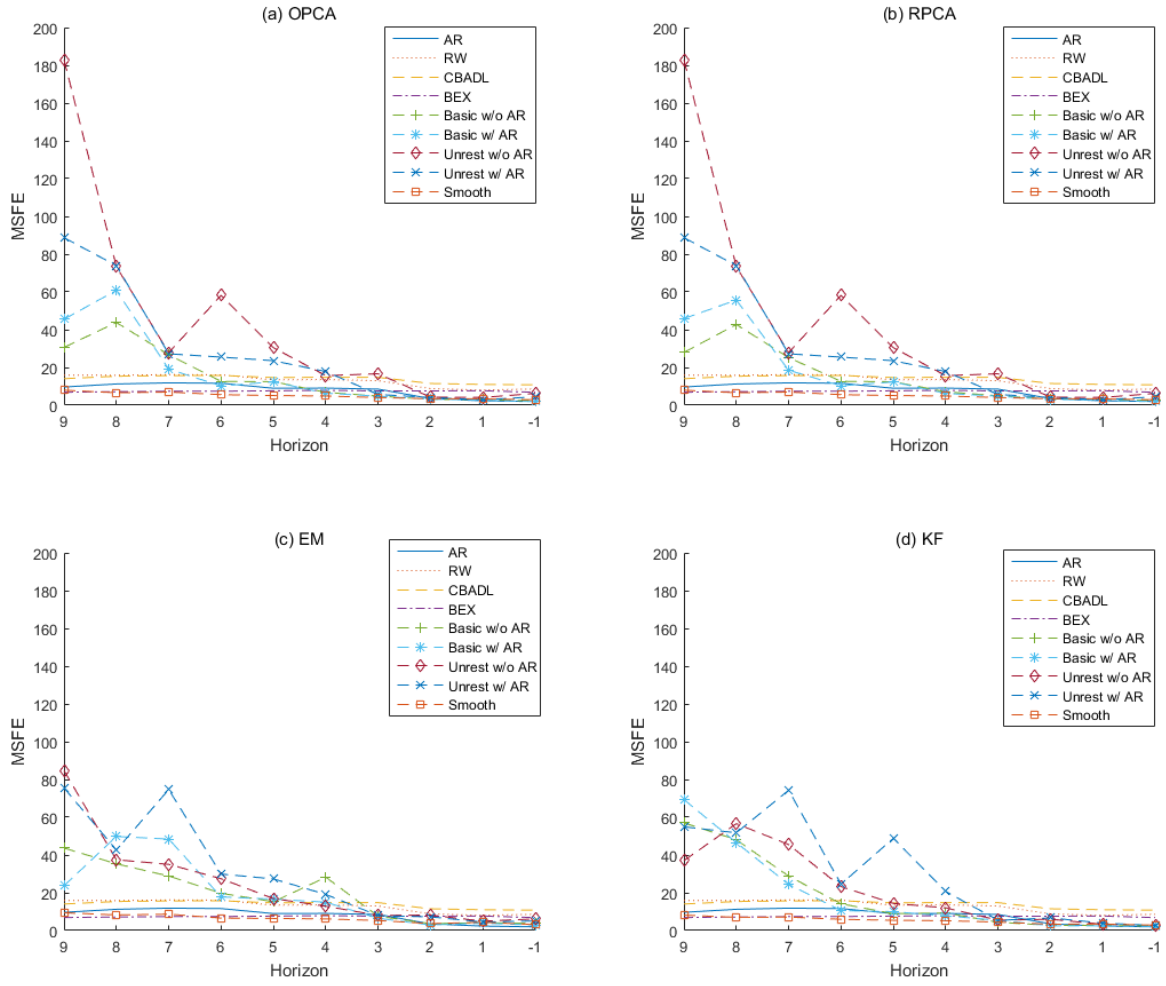 (a) OPCA
200
180
160
140
120
100
80
60
40
20
0
MSFE
9 8 7 6 5 4 3 2 1 -1
Horizon
AR
RW
CBADL
BEX
Basic w/o AR
Basic w/ AR
Unrest w/o AR
Unrest w/ AR
Smooth
(b) RPCA
200
180
160
140
120
100
80
60
40
20
0
MSFE
9 8 7 6 5 4 3 2 1 -1
Horizon
AR
RW
CBADL
BEX
Basic w/o AR
Basic w/ AR
Unrest w/o AR
Unrest w/ AR
Smooth
(c) EM
200
180
160
140
120
100
80
60
40
20
0
MSFE
9 8 7 6 5 4 3 2 1 -1
Horizon
AR
RW
CBADL
BEX
Basic w/o AR
Basic w/ AR
Unrest w/o AR
Unrest w/ AR
Smooth
(d) KF
200
180
160
140
120
100
80
60
40
20
0
MSFE
9 8 7 6 5 4 3 2 1 -1
Horizon
AR
RW
CBADL
BEX
Basic w/o AR
Basic w/ AR
Unrest w/o AR
Unrest w/ AR
Smooth